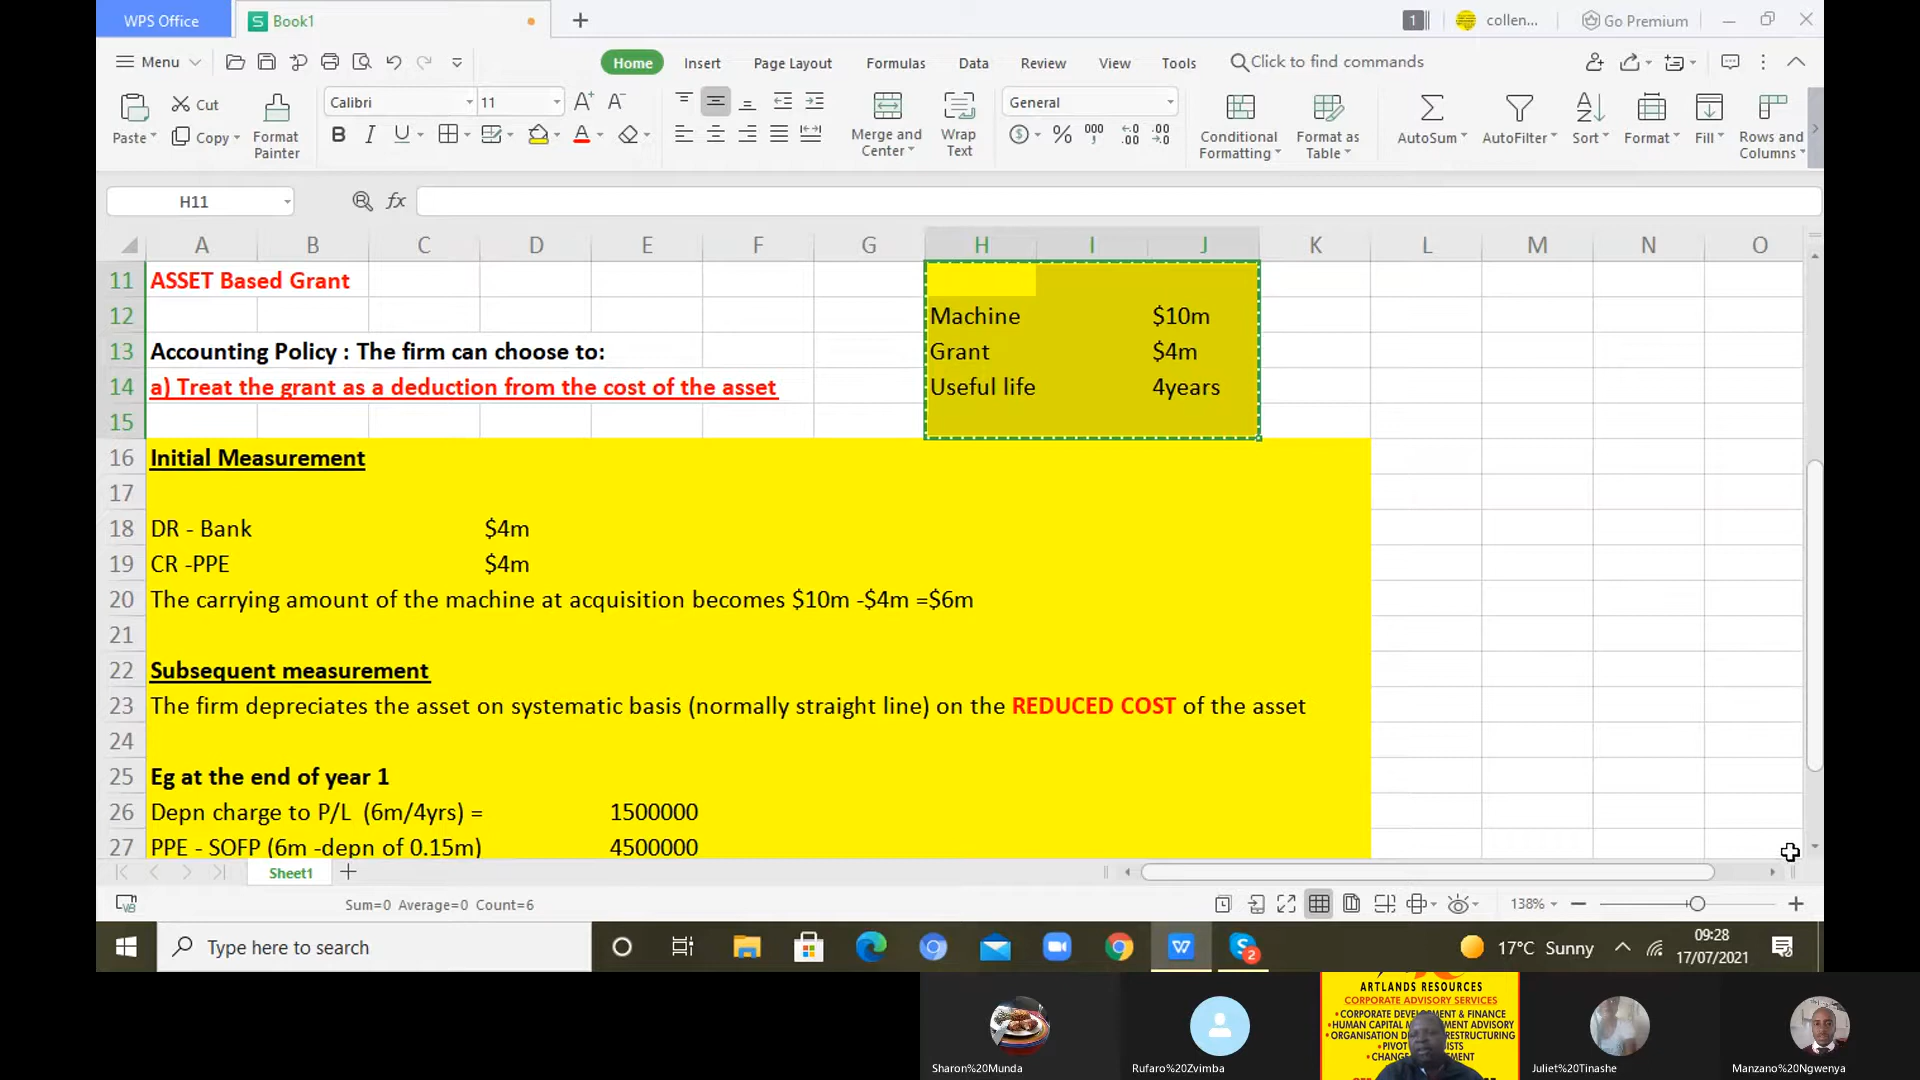 WPS Office
Book1
1
collen...
Go Premium
Menu
Home
Insert
Page Layout
Formulas
Data
Review
View
Tools
Click to find commands
Paste
Cut
Copy
Format Painter
Calibri
11
Merge and Center
Wrap Text
General
Conditional Formatting
Format as Table
AutoSum
AutoFilter
Sort
Format
Fill
Rows and Columns
H11
fx
A B C D E F G H I J K L M N O
11 ASSET Based Grant
12 Machine $10m
13 Accounting Policy : The firm can choose to: Grant $4m
14 a) Treat the grant as a deduction from the cost of the asset Useful life 4years
15
16 Initial Measurement
17
18 DR - Bank $4m
19 CR -PPE $4m
20 The carrying amount of the machine at acquisition becomes $10m -$4m =$6m
21
22 Subsequent measurement
23 The firm depreciates the asset on systematic basis (normally straight line) on the REDUCED COST of the asset
24
25 Eg at the end of year 1
26 Depn charge to P/L (6m/4yrs) = 1500000
27 PPE - SOFP (6m -depn of 0.15m) 4500000
Sheet1
Sum=0 Average=0 Count=6
138%
Type here to search
2
17°C Sunny
09:28
17/07/2021
ARTLANDS RESOURCES
CORPORATE ADVISORY SERVICES
Sharon%20Munda
Rufaro%20Zvimba
Juliet%20Tinashe
Manzano%20Ngwenya